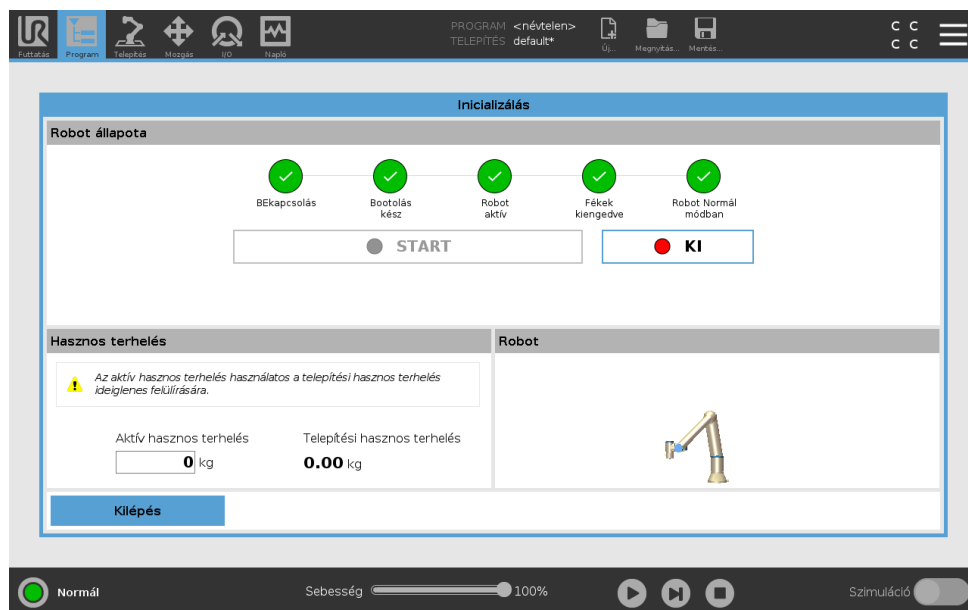 UR
Futtatás
Program
Telepítés
Mozgás
I/O
Napló
PROGRAM <névtelen>
TELEPÍTÉS default*
Új...
Megnyitás...
Mentés...
C C
C C
Inicializálás
Robot állapota
BEkapcsolás
Bootolás
kész
Robot
aktív
Fékek
kiengedve
Robot Normál
módban
START
KI
Hasznos terhelés
Robot
Az aktív hasznos terhelés használatos a telepítési hasznos terhelés
ideiglenes felülírására.
Aktív hasznos terhelés
Telepítési hasznos terhelés
0 kg
0.00 kg
Kilépés
Normál
Sebesség
100%
Szimuláció